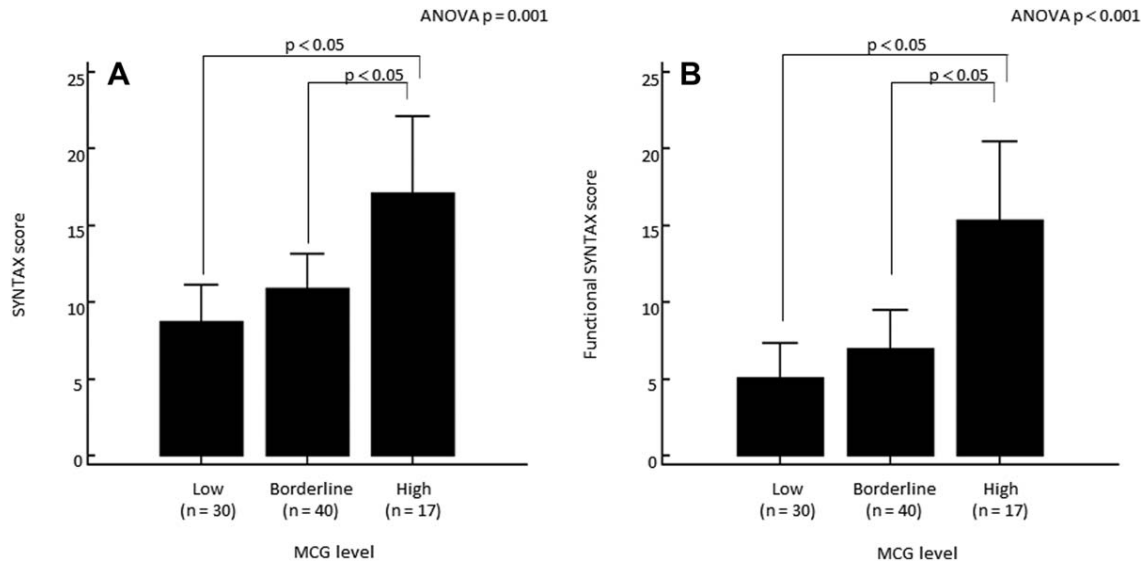 ANOVA p = 0.001
p < 0.05
A
p < 0.05
25
20
15
10
5
0
SYNTAX score
Low
(n = 30)
Borderline
(n = 40)
High
(n = 17)
MCG level
ANOVA p < 0.001
p < 0.05
B
p < 0.05
25
20
15
10
5
0
Functional SYNTAX score
Low
(n = 30)
Borderline
(n = 40)
High
(n = 17)
MCG level